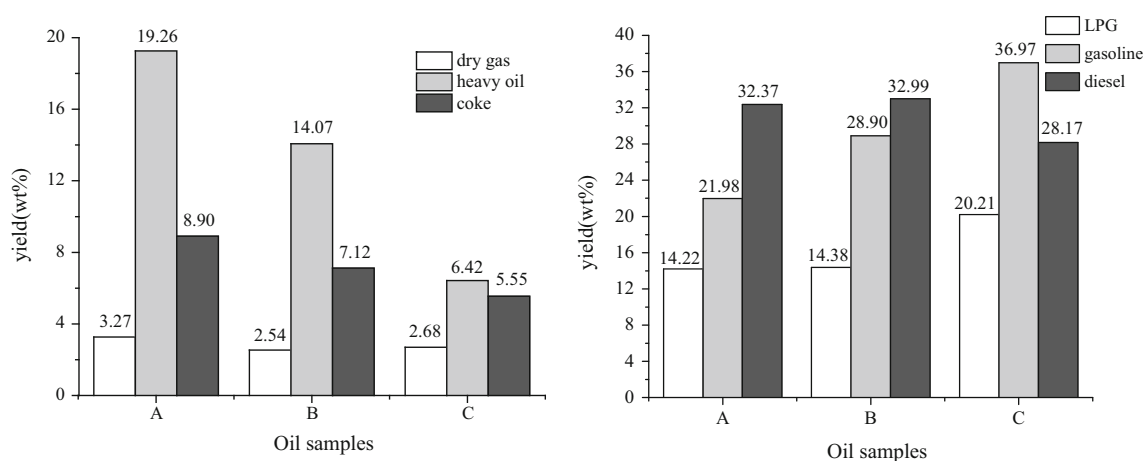 20
16
12
8
4
0
yield(wt%)
19.26
14.07
8.90
7.12
6.42
5.55
3.27
2.54
2.68
dry gas
heavy oil
coke
A B C
Oil samples
40
36
32
28
24
20
16
12
8
4
0
yield(wt%)
LPG
gasoline
diesel
36.97
32.37
32.99
28.90
28.17
21.98
20.21
14.22
14.38
A B C
Oil samples